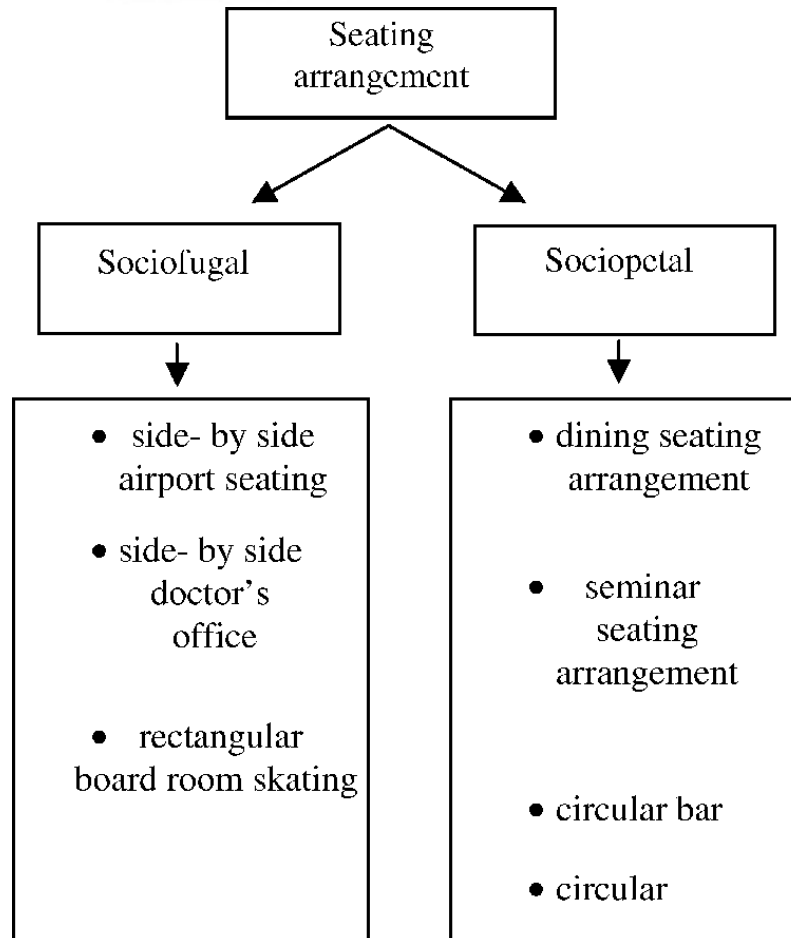 Seating
arrangement
Sociofugal
Sociopetal
• side- by side
airport seating
• side- by side
doctor's
office
• rectangular
board room skating
• dining seating
arrangement
• seminar
seating
arrangement
• circular bar
• circular